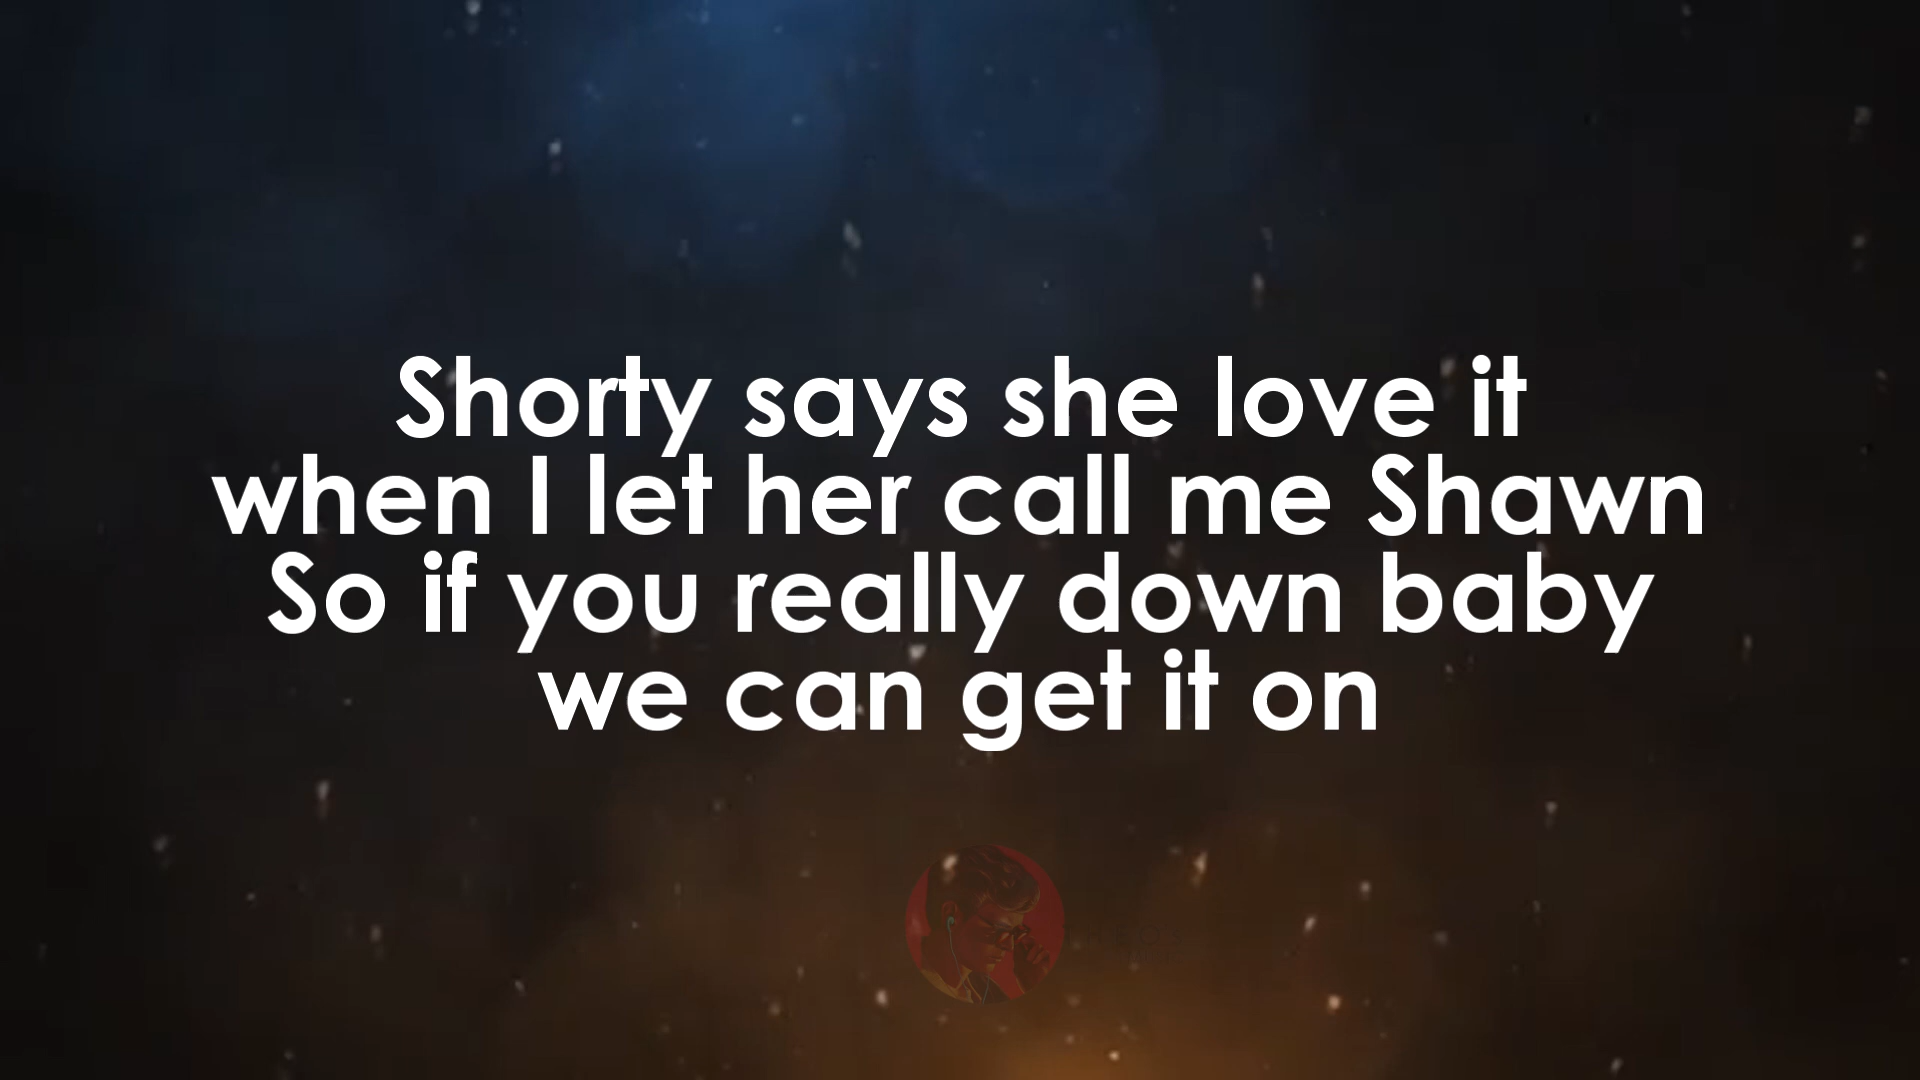 Shorty says she love it
when I let her call me Shawn
So if you really down baby
we can get it on